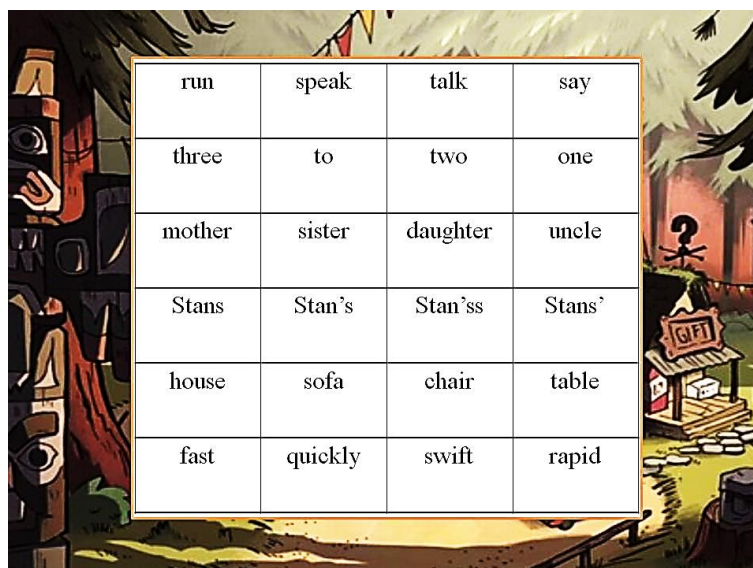 run speak talk say
three to two one
mother sister daughter uncle
Stans Stan’s Stan’ss Stans’
?
house sofa chair table
GIFT
fast quickly swift rapid